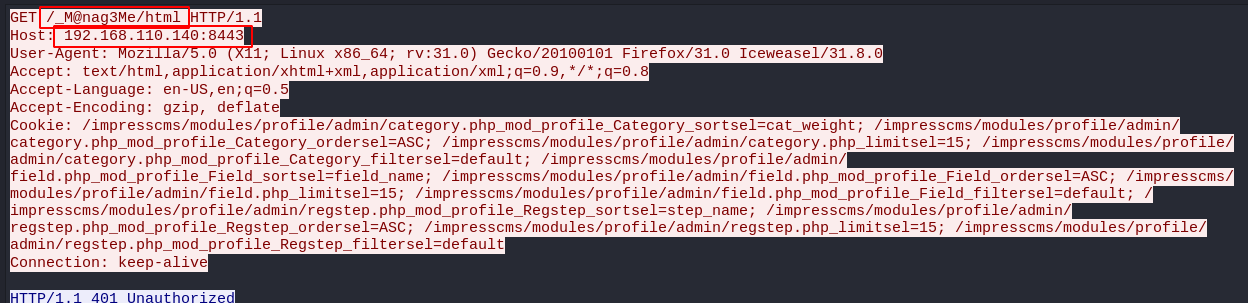 GET /_M@nag3Me/html HTTP/1.1
Host: 192.168.110.140:8443
User-Agent: Mozilla/5.0 (X11; Linux x86_64; rv:31.0) Gecko/20100101 Firefox/31.0 Iceweasel/31.8.0
Accept: text/html,application/xhtml+xml,application/xml;q=0.9,*/*;q=0.8
Accept-Language: en-US,en;q=0.5
Accept-Encoding: gzip, deflate
Cookie: /impresscms/modules/profile/admin/category.php_mod_profile_Category_sortsel=cat_weight; /impresscms/modules/profile/admin/
category.php_mod_profile_Category_ordersel=ASC; /impresscms/modules/profile/admin/category.php_limitsel=15; /impresscms/modules/profile/
admin/category.php_mod_profile_Category_filtersel=default; /impresscms/modules/profile/admin/
field.php_mod_profile_Field_sortsel=field_name; /impresscms/modules/profile/admin/field.php_mod_profile_Field_ordersel=ASC; /impresscms/
modules/profile/admin/field.php_limitsel=15; /impresscms/modules/profile/admin/field.php_mod_profile_Field_filtersel=default; /
impresscms/modules/profile/admin/regstep.php_mod_profile_Regstep_sortsel=step_name; /impresscms/modules/profile/admin/
regstep.php_mod_profile_Regstep_ordersel=ASC; /impresscms/modules/profile/admin/regstep.php_limitsel=15; /impresscms/modules/profile/
admin/regstep.php_mod_profile_Regstep_filtersel=default
Connection: keep-alive
HTTP/1.1 401 Unauthorized